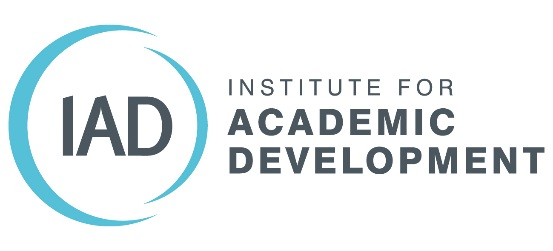 IAD
INSTITUTE FOR
ACADEMIC
DEVELOPMENT